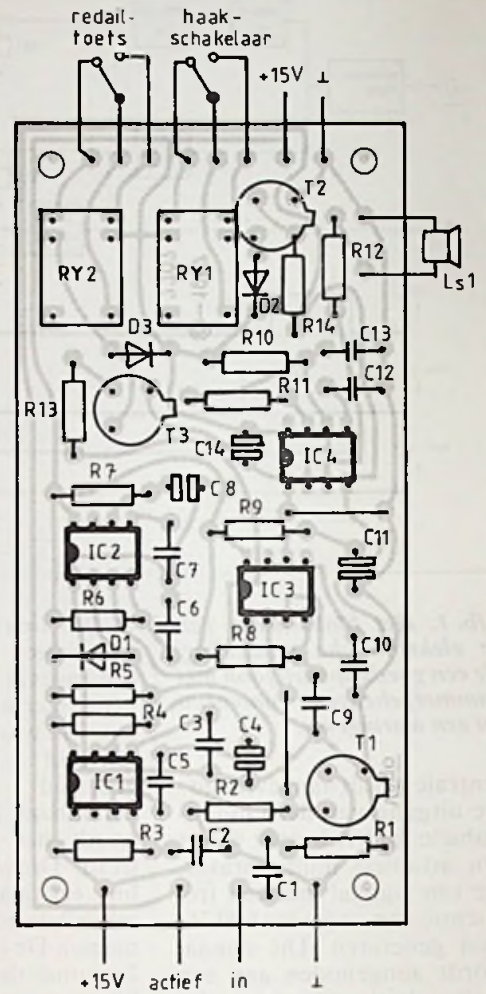 redail- haak-
toets schakelaar
+15V ⊥
T2
RY2 RY1 R12
D2 Ls1
R14
D3 R10 C13
R11 C12
R13 T3 C14
R7 C8 IC4
R9
IC2 C7 C11
IC3
R6 C6
D1 R8
R5 C10
R4 C3 C4 C9
T1
IC1 C5
R2
R3 C2 R1
C1
+15V actief in ⊥